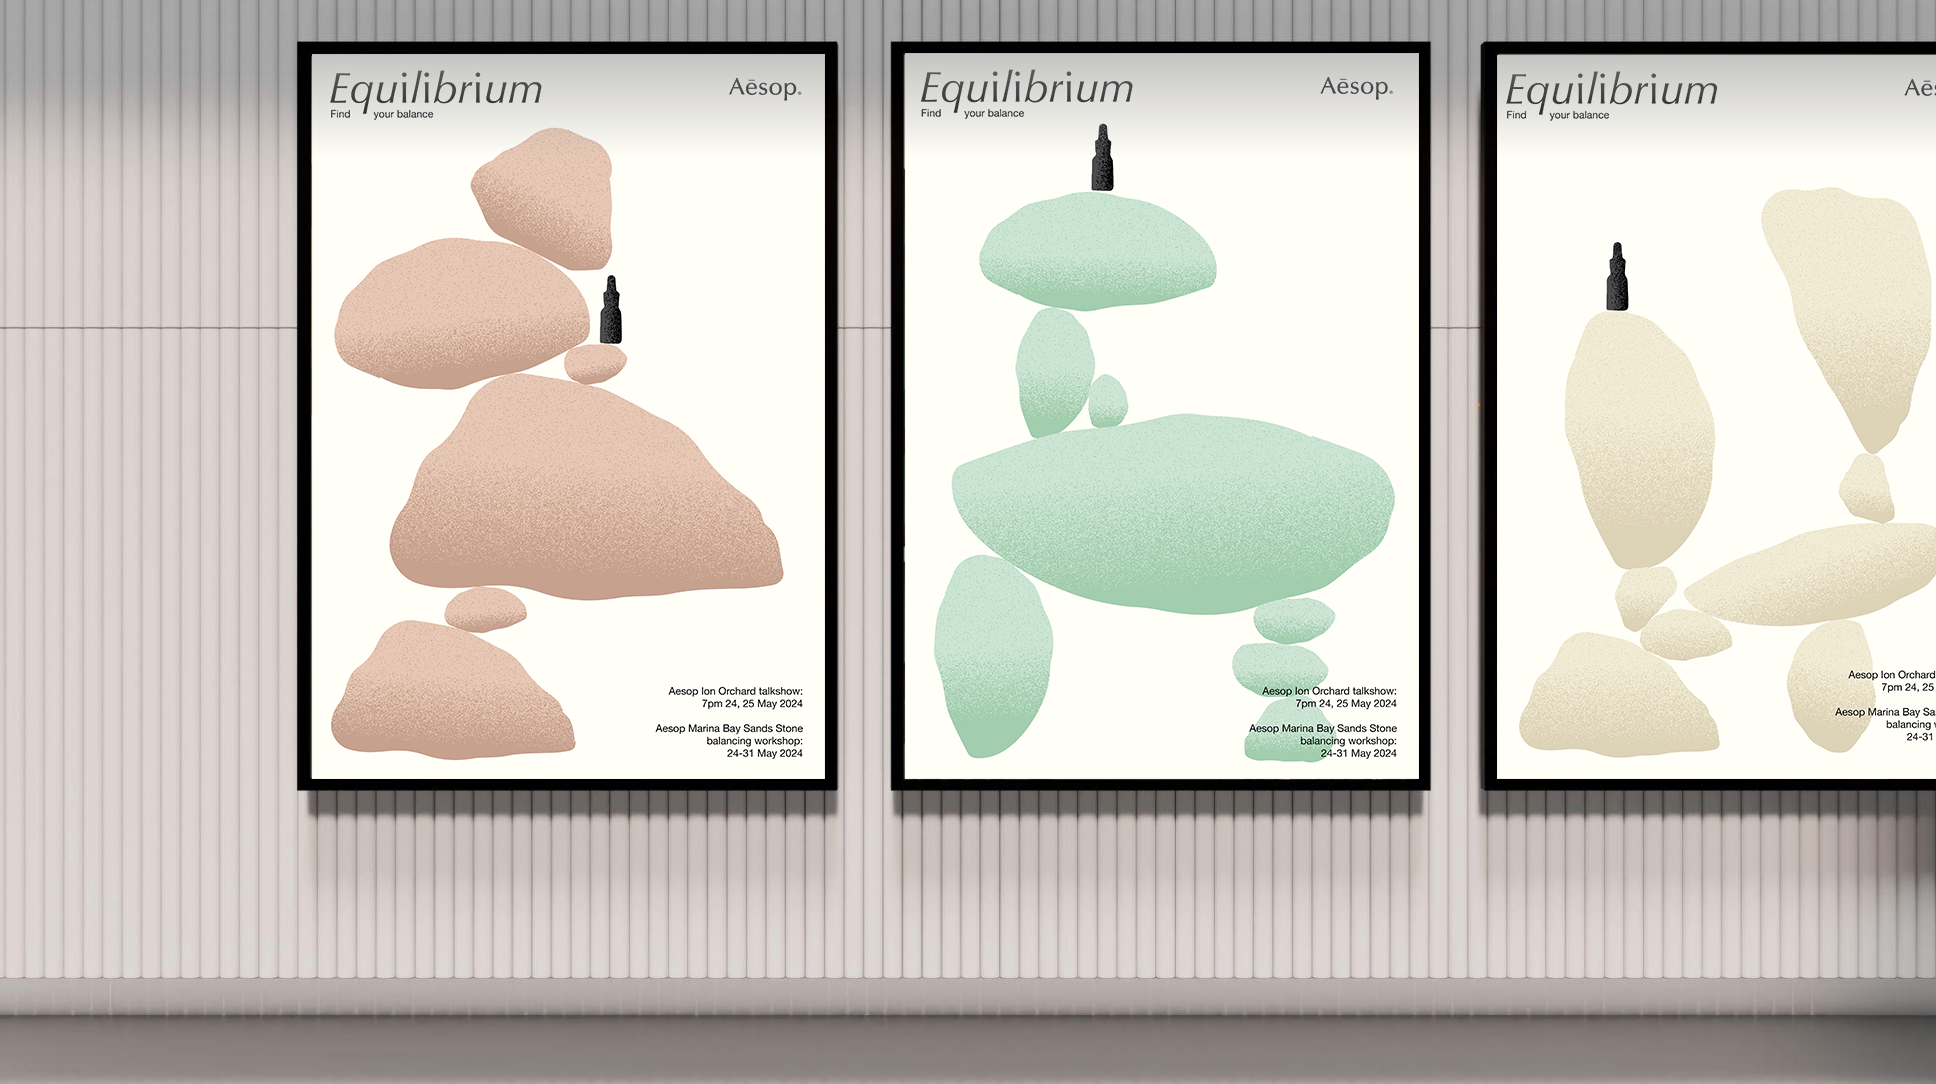 Equilibrium
Find your balance
Aēsop.
Aesop Ion Orchard talkshow:
7pm 24, 25 May 2024
Aesop Marina Bay Sands Stone
balancing workshop:
24-31 May 2024
Equilibrium
Find your balance
Aēsop.
Aesop Ion Orchard talkshow:
7pm 24, 25 May 2024
Aesop Marina Bay Sands Stone
balancing workshop:
24-31 May 2024
Equilibrium
Find your balance
Aesop Ion Orchard
7pm 24, 25
Aesop Marina Bay
balancing
24-31